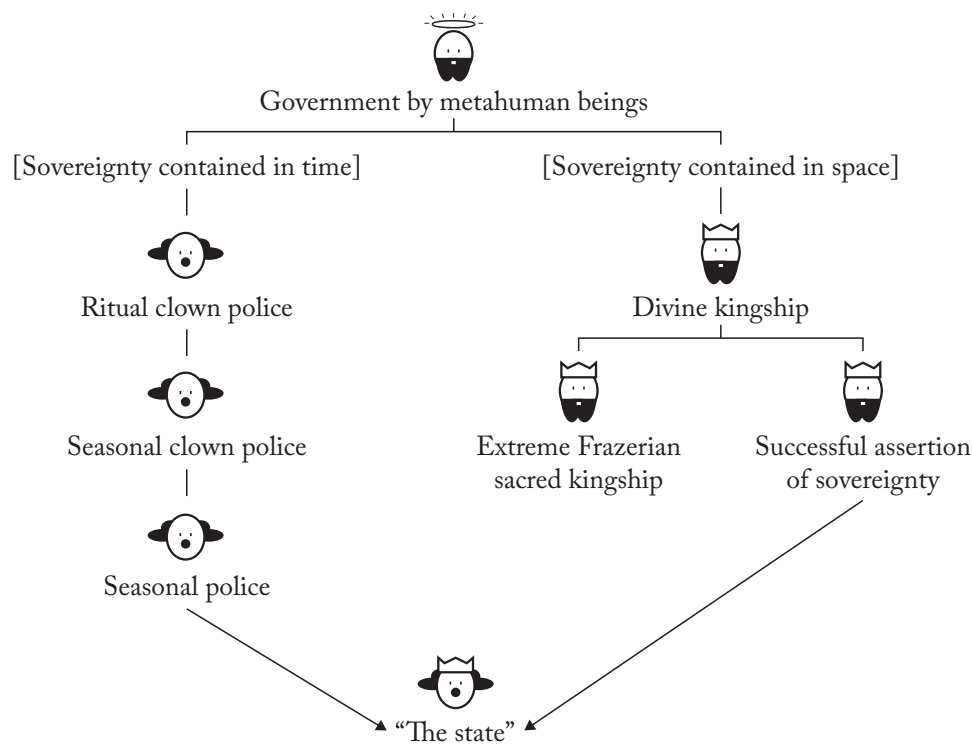 Government by metahuman beings
[Sovereignty contained in time]
[Sovereignty contained in space]
Ritual clown police
Divine kingship
Seasonal clown police
Extreme Frazerian
sacred kingship
Successful assertion
of sovereignty
Seasonal police
“The state”